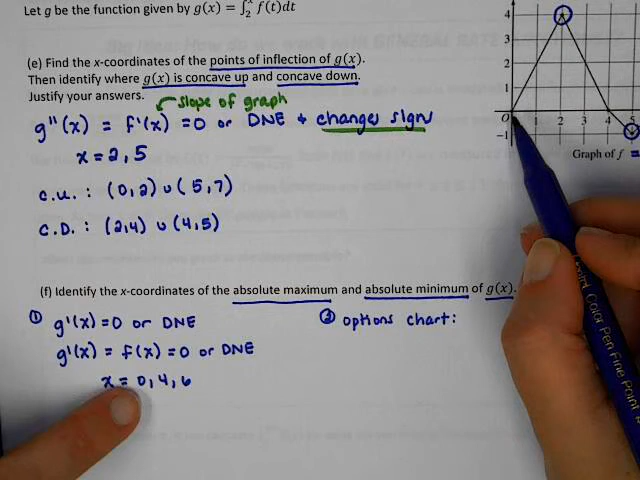 Let g be the function given by g(x) = ∫₂ˣ f(t)dt
(e) Find the x-coordinates of the points of inflection of g(x).
Then identify where g(x) is concave up and concave down.
Justify your answers.
slope of graph
g''(x) = f'(x) = 0 or DNE + changes sign
x = 2, 5
C.U. : (0,2) ∪ (5,7)
C.D. : (2,4) ∪ (4,5)
4
3
2
1
O 1 2 3 4 5
-1
Graph of f
(f) Identify the x-coordinates of the absolute maximum and absolute minimum of g(x).
① g'(x) = 0 or DNE
g'(x) = f(x) = 0 or DNE
x = 0, 4, 6
② options chart:
Color Pen Fine Point